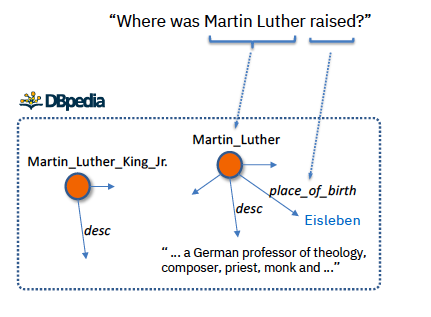 “Where was Martin Luther raised?”
DBpedia
Martin_Luther
Martin_Luther_King_Jr.
place_of_birth
desc
Eisleben
desc
“ ... a German professor of theology,
composer, priest, monk and ...”